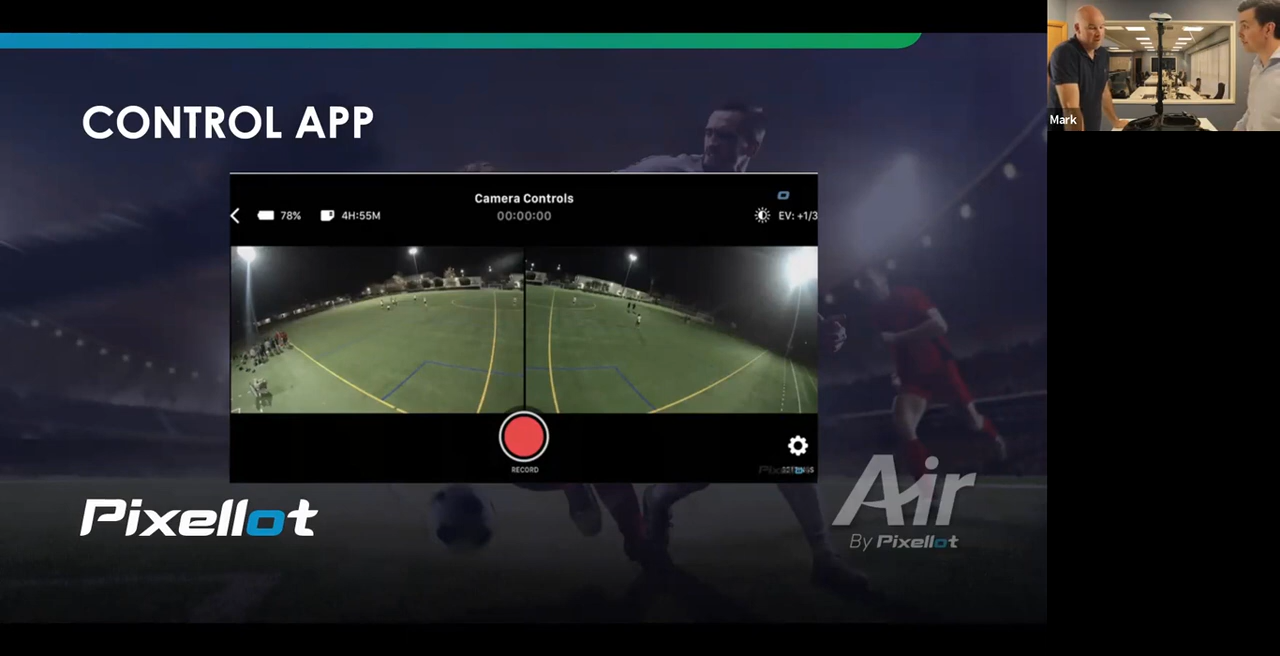 CONTROL APP
Camera Controls
78%
4H:55M
00:00:00
EV: +1/3
RECORD
Pixellot
Air
By Pixellot
Mark